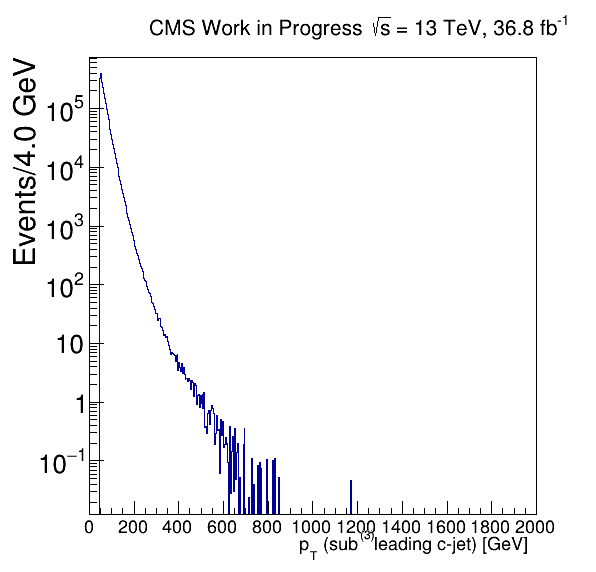 CMS Work in Progress √s = 13 TeV, 36.8 fb⁻¹
Events/4.0 GeV
10⁵
10⁴
10³
10²
10
1
10⁻¹
0 200 400 600 800 1000 1200 1400 1600 1800 2000
p_T (sub⁽³⁾leading c-jet) [GeV]